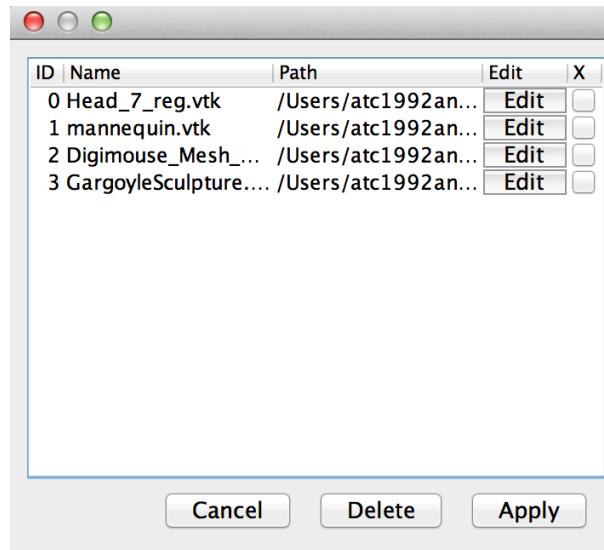 ID Name Path Edit X
0 Head_7_reg.vtk /Users/atc1992an... Edit
1 mannequin.vtk /Users/atc1992an... Edit
2 Digimouse_Mesh_... /Users/atc1992an... Edit
3 GargoyleSculpture.... /Users/atc1992an... Edit
Cancel Delete Apply